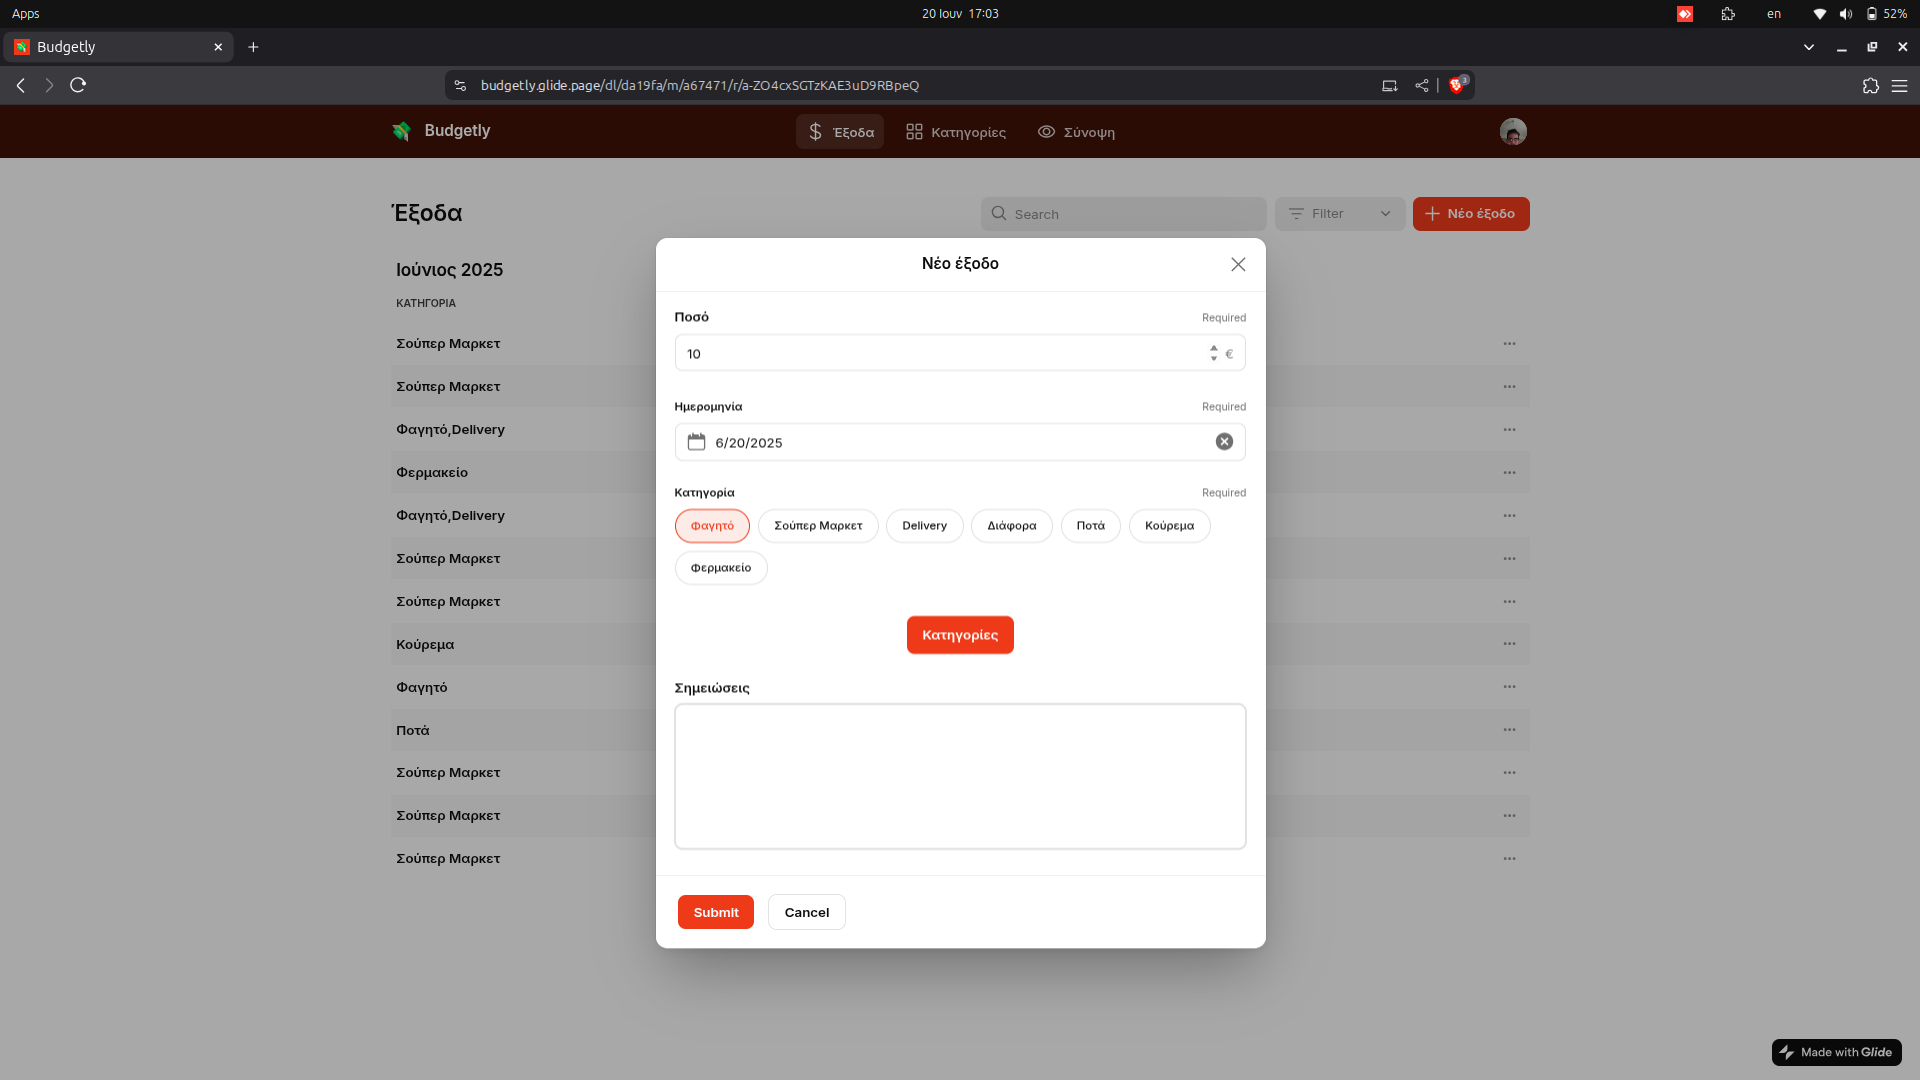 Apps
20 Ιουν 17:03
en
52%
Budgetly
budgetly.glide.page/dl/da19fa/m/a67471/r/a-ZO4cxSGTzKAE3uD9RBpeQ
3
Budgetly
Έξοδα
Κατηγορίες
Σύνοψη
Έξοδα
Search
Filter
Νέο έξοδο
Ιούνιος 2025
ΚΑΤΗΓΟΡΙΑ
Σούπερ Μαρκετ
Σούπερ Μαρκετ
Φαγητό,Delivery
Φερμακείο
Φαγητό,Delivery
Σούπερ Μαρκετ
Σούπερ Μαρκετ
Κούρεμα
Φαγητό
Ποτά
Σούπερ Μαρκετ
Σούπερ Μαρκετ
Σούπερ Μαρκετ
Νέο έξοδο
Ποσό Required
10 €
Ημερομηνία Required
6/20/2025
Κατηγορία Required
Φαγητό Σούπερ Μαρκετ Delivery Διάφορα Ποτά Κούρεμα
Φερμακείο
Κατηγορίες
Σημειώσεις
Submit Cancel
Made with Glide